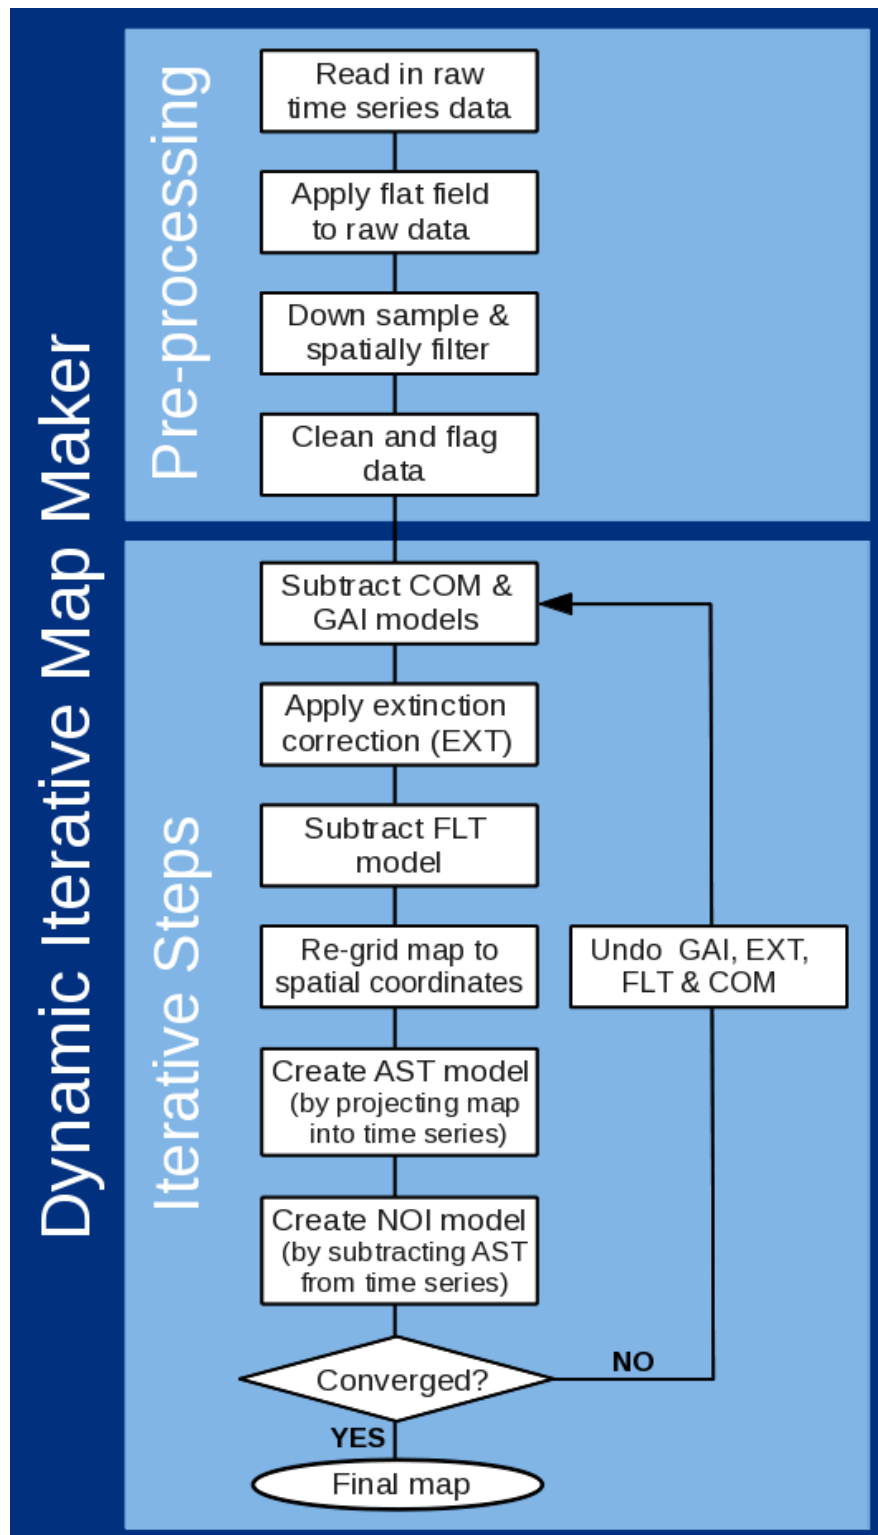 Dynamic Iterative Map Maker
Pre-processing
Read in raw
time series data
Apply flat field
to raw data
Down sample &
spatially filter
Clean and flag
data
Iterative Steps
Subtract COM &
GAI models
Apply extinction
correction (EXT)
Subtract FLT
model
Re-grid map to
spatial coordinates
Undo GAI, EXT,
FLT & COM
Create AST model
(by projecting map
into time series)
Create NOI model
(by subtracting AST
from time series)
Converged?
NO
YES
Final map